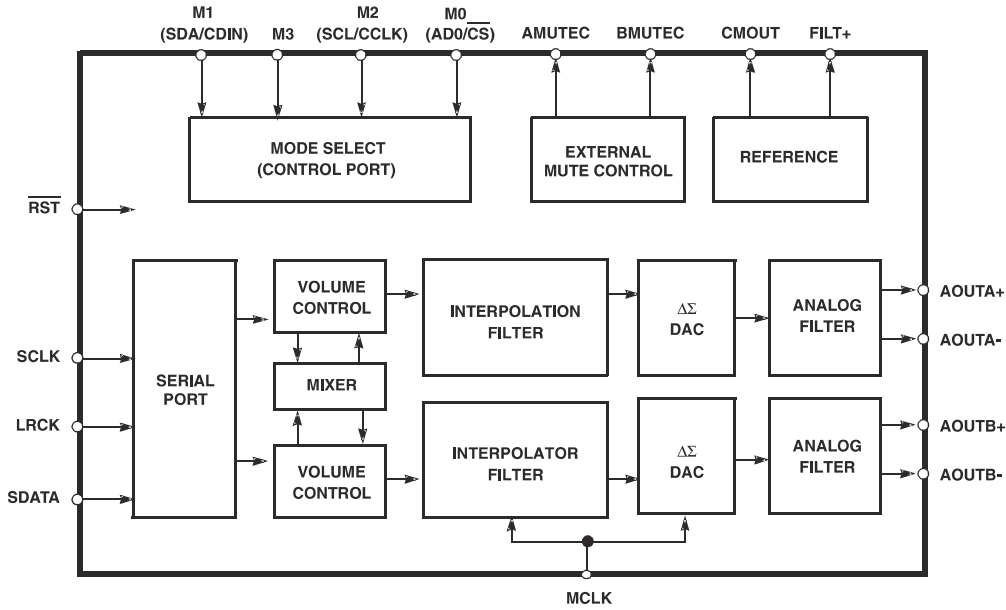 M1
(SDA/CDIN)
M3
M2
(SCL/CCLK)
M0
(AD0/CS)
AMUTEC
BMUTEC
CMOUT
FILT+
MODE SELECT
(CONTROL PORT)
EXTERNAL
MUTE CONTROL
REFERENCE
RST
SERIAL
PORT
VOLUME
CONTROL
INTERPOLATION
FILTER
ΔΣ
DAC
ANALOG
FILTER
AOUTA+
AOUTA-
SCLK
LRCK
SDATA
MIXER
VOLUME
CONTROL
INTERPOLATOR
FILTER
ΔΣ
DAC
ANALOG
FILTER
AOUTB+
AOUTB-
MCLK